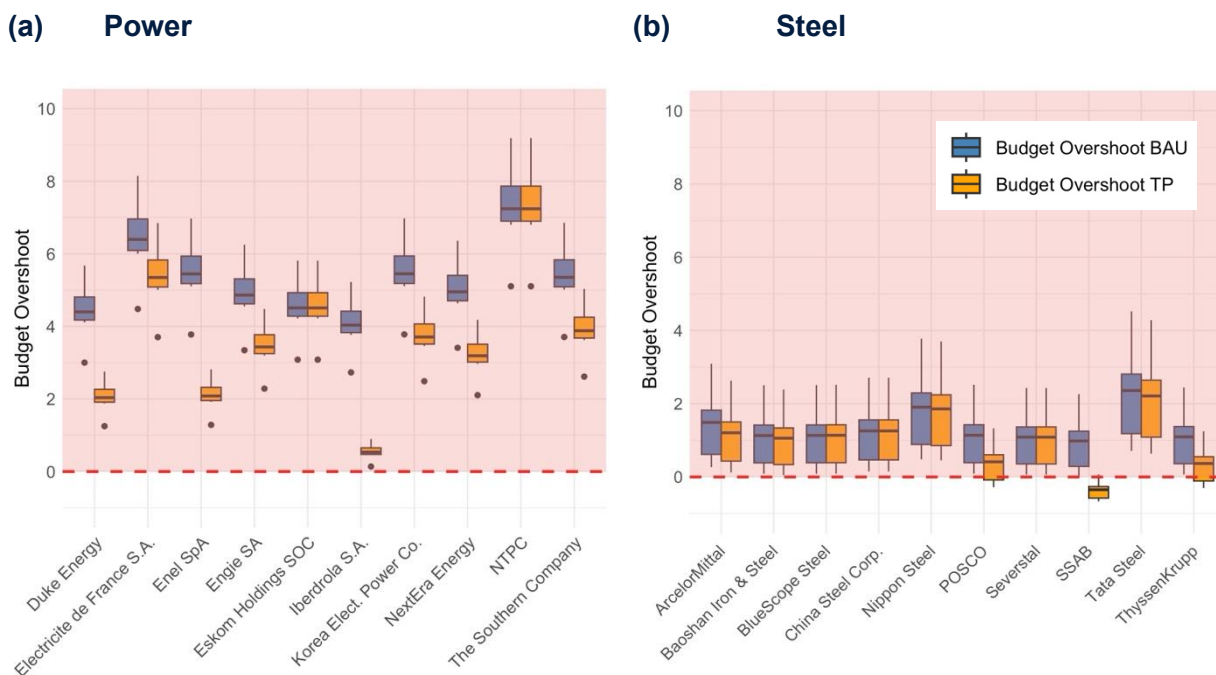 (a) Power
10
8
6
4
2
0
Budget Overshoot
Duke Energy
Electricite de France S.A.
Enel SpA
Engie SA
Eskom Holdings SOC
Iberdrola S.A.
Korea Elect. Power Co.
NextEra Energy
NTPC
The Southern Company
(b) Steel
10
8
6
4
2
0
Budget Overshoot
Budget Overshoot BAU
Budget Overshoot TP
ArcelorMittal
Baoshan Iron & Steel
BlueScope Steel
China Steel Corp.
Nippon Steel
POSCO
Severstal
SSAB
Tata Steel
ThyssenKrupp